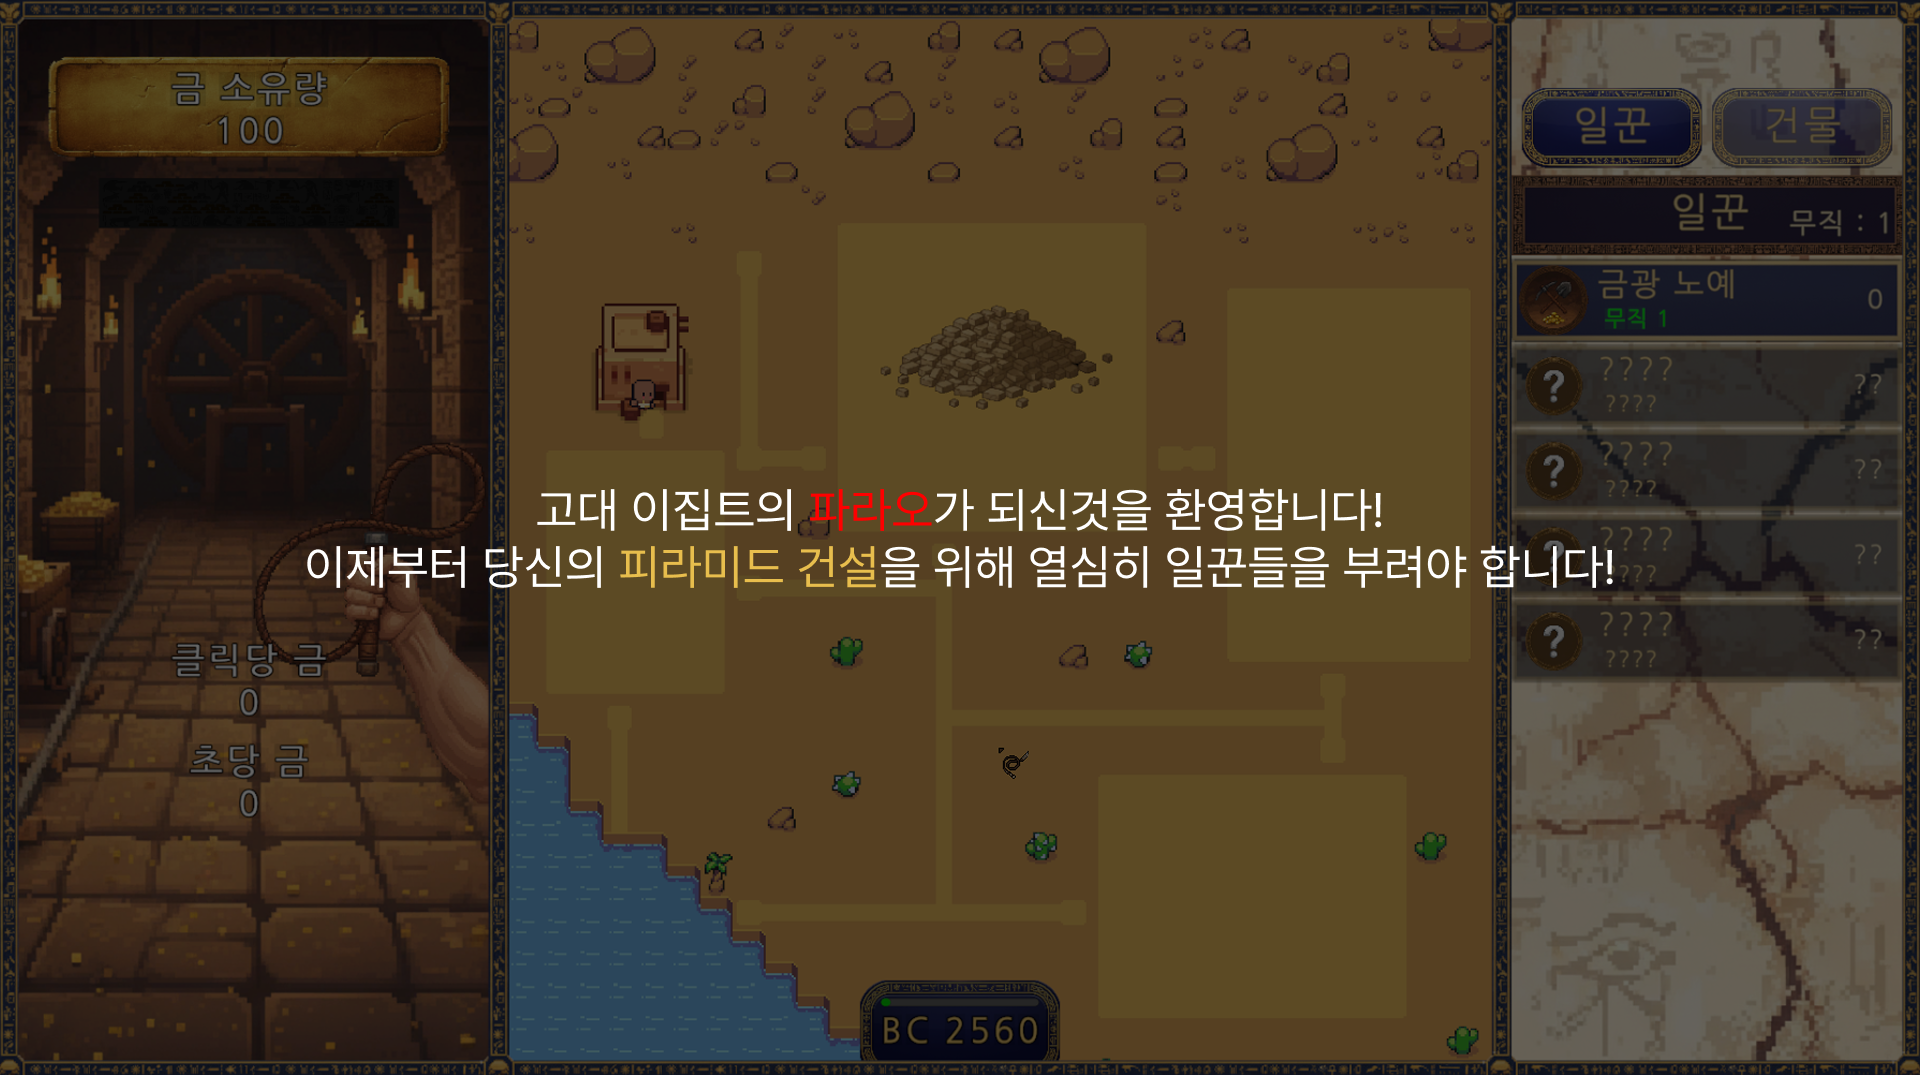 금 소유량
100
일꾼
건물
일꾼
무직 : 1
금광 노예
0
무직 1
????
??
????
????
??
????
고대 이집트의 파라오가 되신것을 환영합니다!
이제부터 당신의 피라미드 건설을 위해 열심히 일꾼들을 부려야 합니다!
????
??
????
????
??
????
클릭당 금
0
초당 금
0
BC 2560